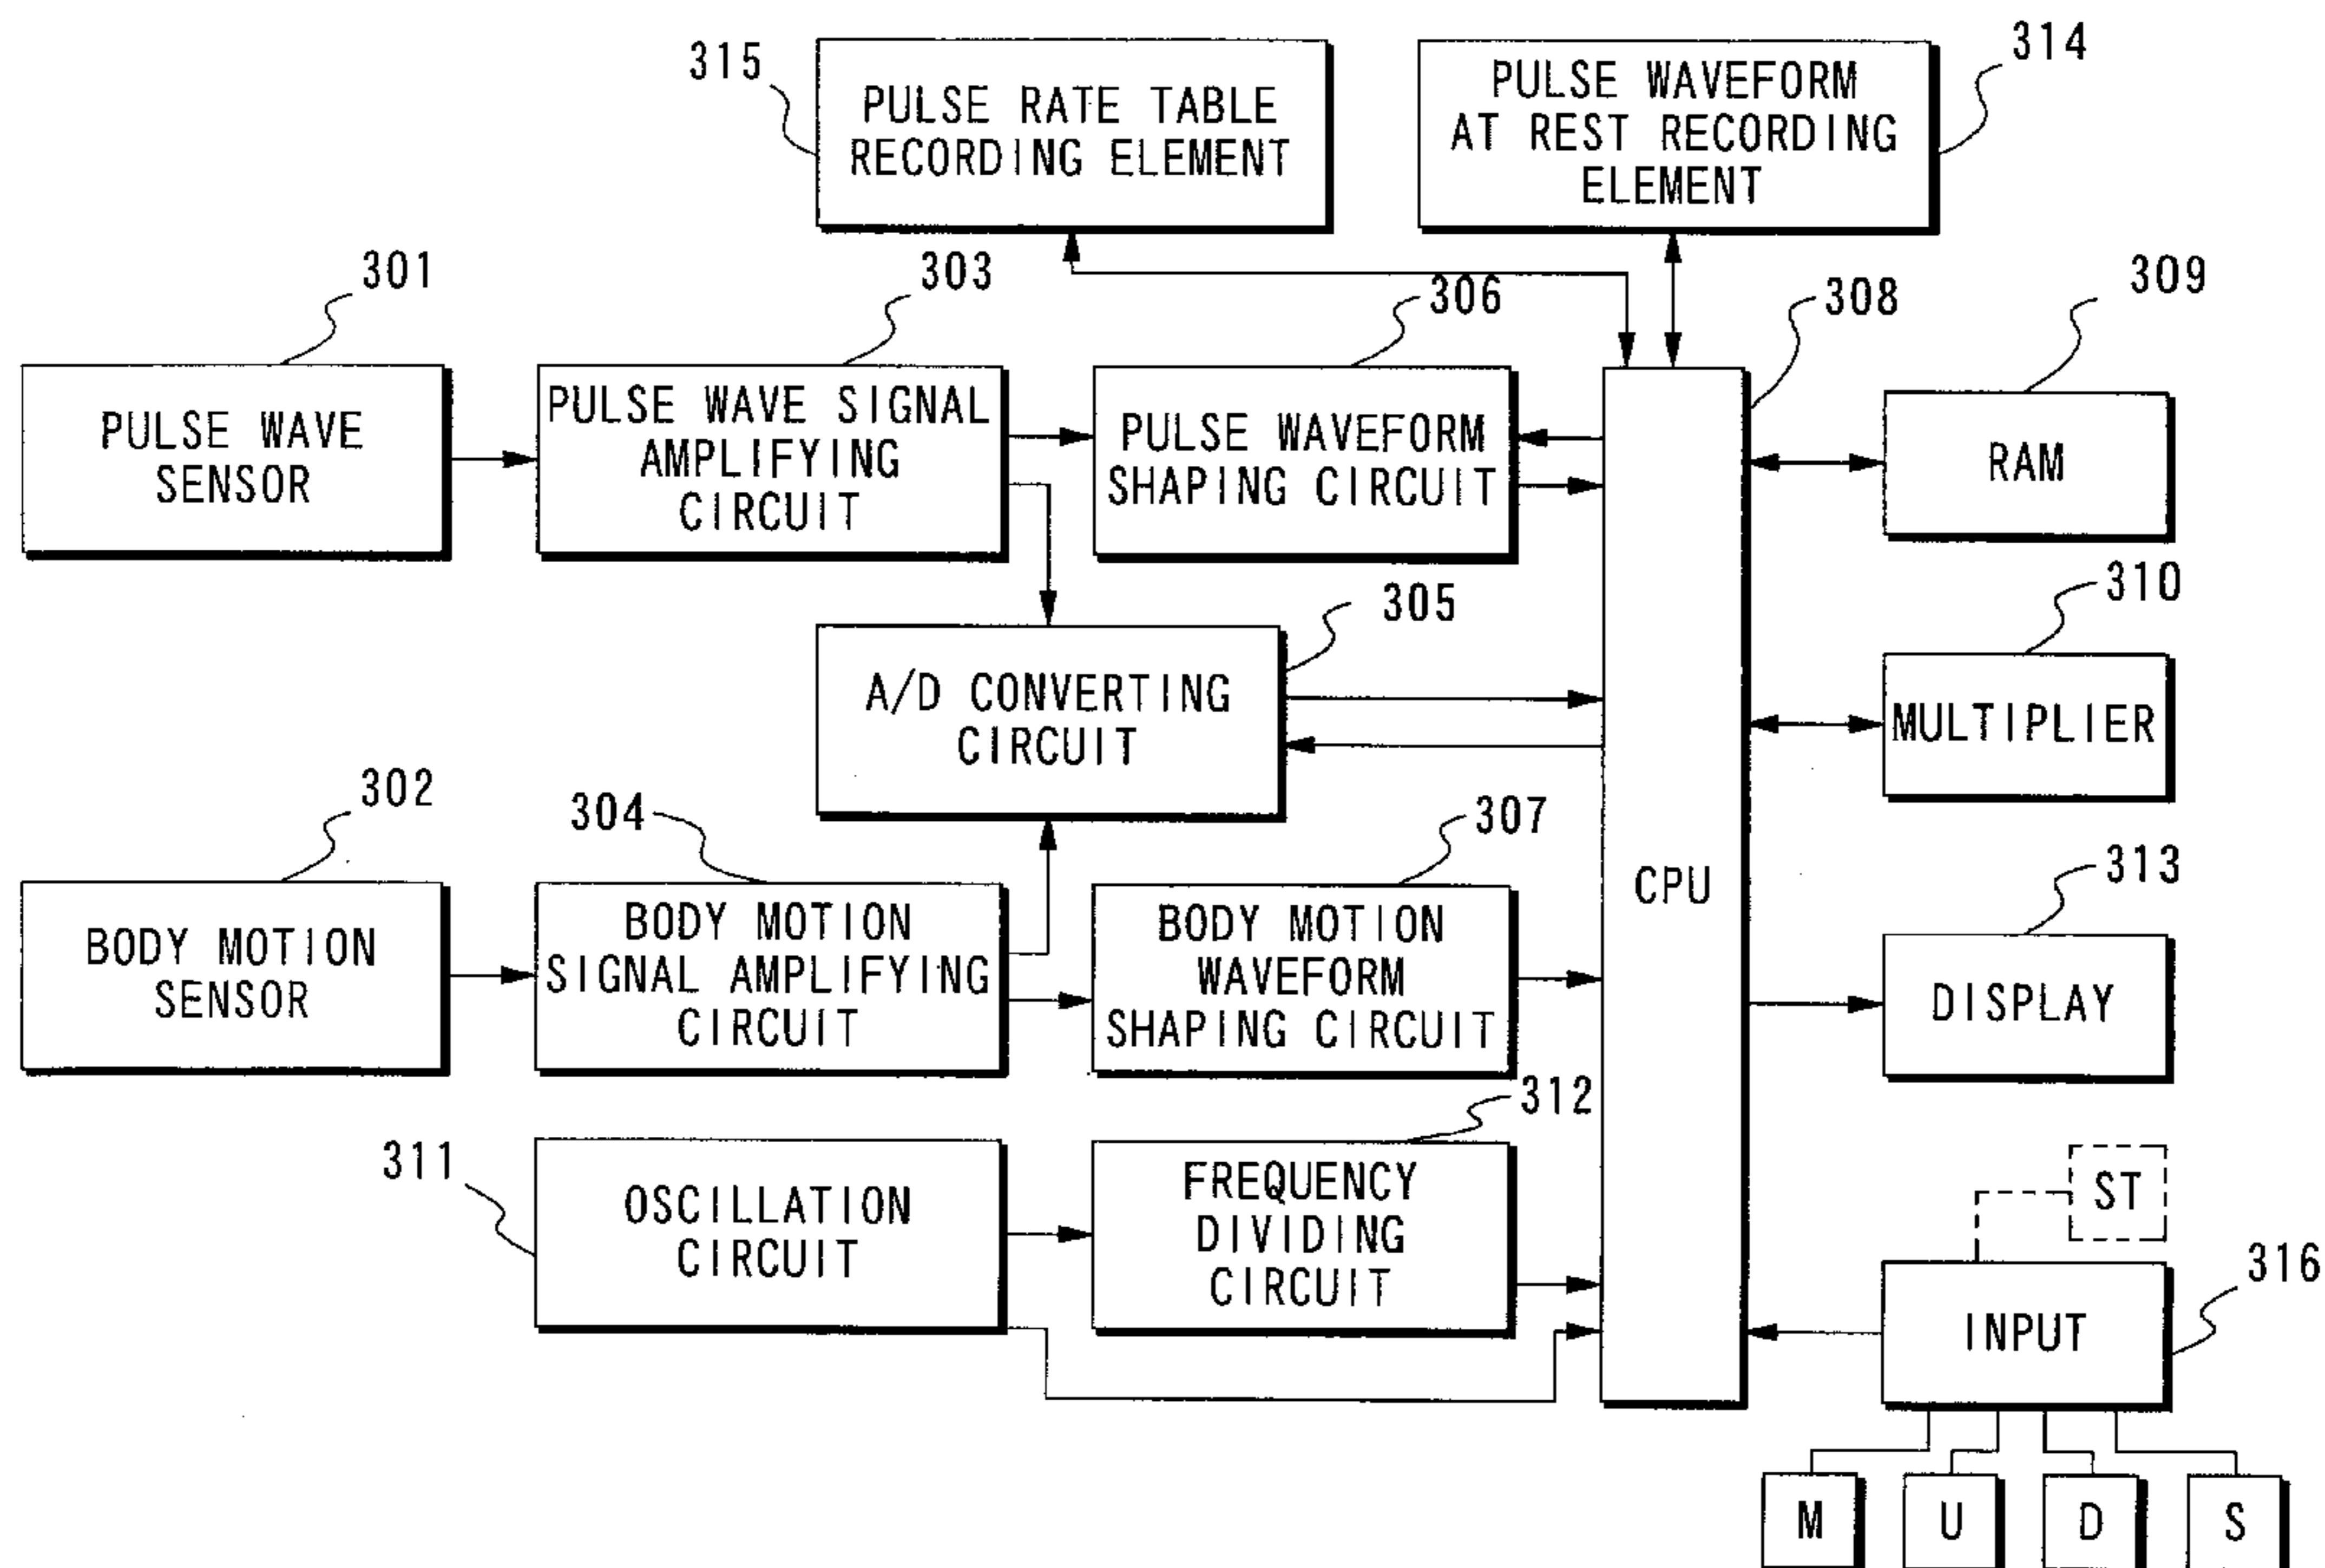 315
PULSE RATE TABLE
RECORDING ELEMENT
PULSE WAVEFORM
AT REST RECORDING
ELEMENT
314
301
303
306
308
309
PULSE WAVE
SENSOR
PULSE WAVE SIGNAL
AMPLIFYING
CIRCUIT
PULSE WAVEFORM
SHAPING CIRCUIT
RAM
305
310
A/D CONVERTING
CIRCUIT
MULTIPLIER
302
304
307
313
CPU
BODY MOTION
SENSOR
BODY MOTION
SIGNAL AMPLIFYING
CIRCUIT
BODY MOTION
WAVEFORM
SHAPING CIRCUIT
DISPLAY
312
311
OSCILLATION
CIRCUIT
FREQUENCY
DIVIDING
CIRCUIT
ST
316
INPUT
M
U
D
S